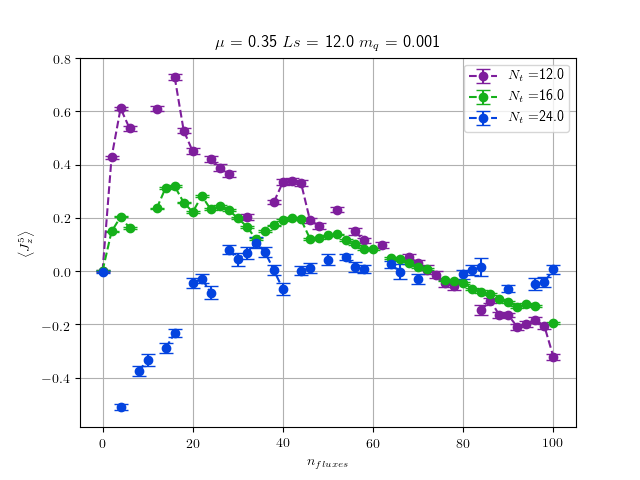 μ = 0.35 Ls = 12.0 m_q = 0.001
N_t =12.0
N_t =16.0
N_t =24.0
0.8
0.6
0.4
0.2
0.0
−0.2
−0.4
⟨J_z^5⟩
0 20 40 60 80 100
n_{fluxes}